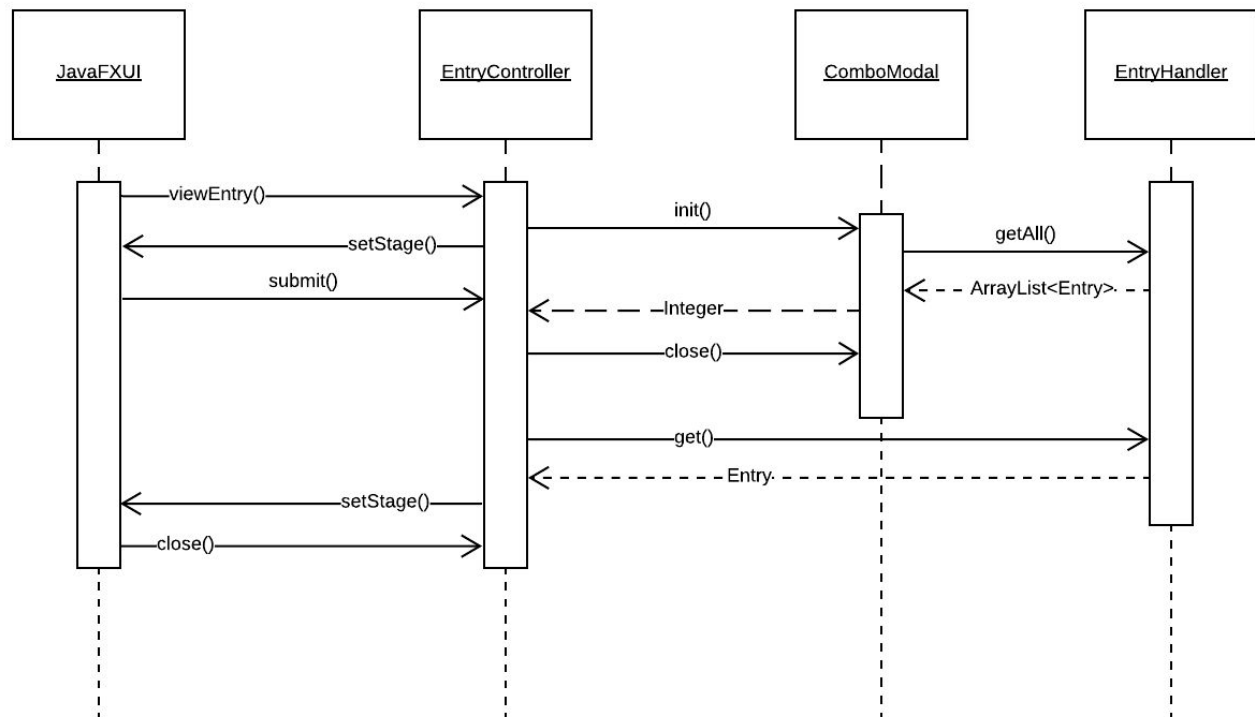 JavaFXUI
EntryController
ComboModal
EntryHandler
viewEntry()
init()
setStage()
getAll()
submit()
ArrayList<Entry>
Integer
close()
get()
Entry
setStage()
close()